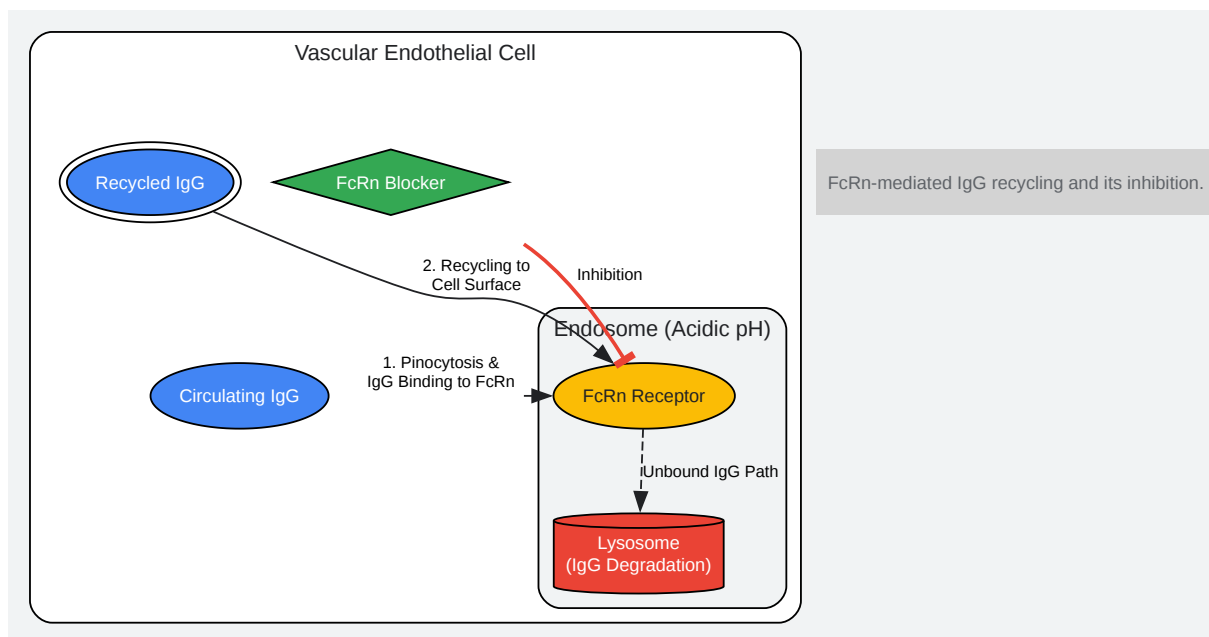 Vascular Endothelial Cell
Recycled IgG
FcRn Blocker
FcRn-mediated IgG recycling and its inhibition.
2. Recycling to
Cell Surface
Inhibition
Endosome (Acidic pH)
1. Pinocytosis &
IgG Binding to FcRn
Circulating IgG
FcRn Receptor
Unbound IgG Path
Lysosome
(IgG Degradation)